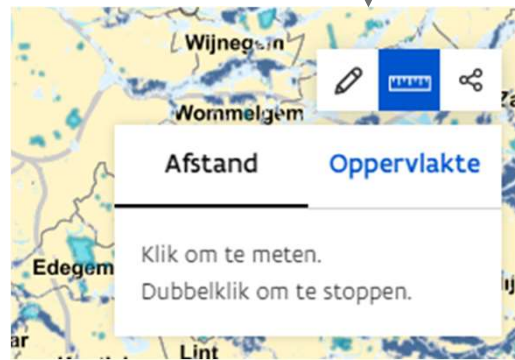 Wijnegem
Wommelgem
Afstand Oppervlakte
Klik om te meten.
Edegem
Dubbelklik om te stoppen.
Lint